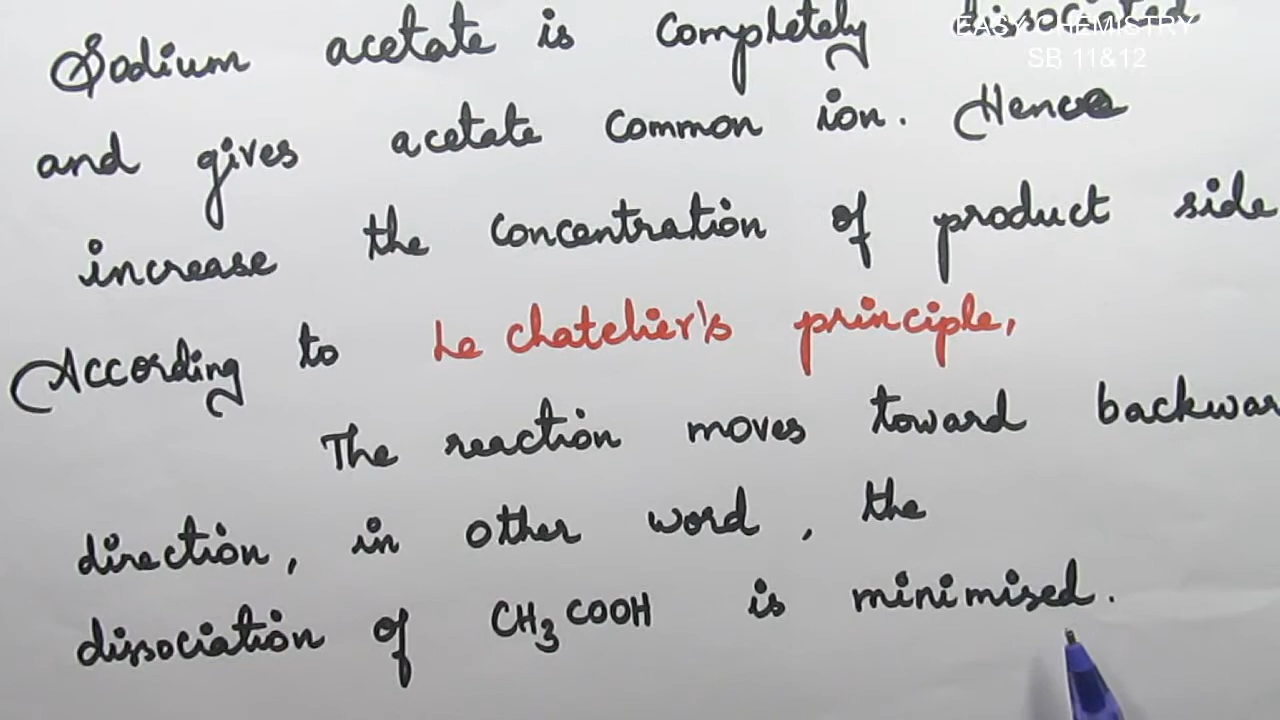 Sodium acetate is completely dissociated
EASY CHEMISTRY
SB 11&12
and gives acetate common ion. Hence
increase the concentration of product side
According to Le chatelier's principle,
The reaction moves toward backwar
direction, in other word, the
dissociation of CH3COOH is minimised.